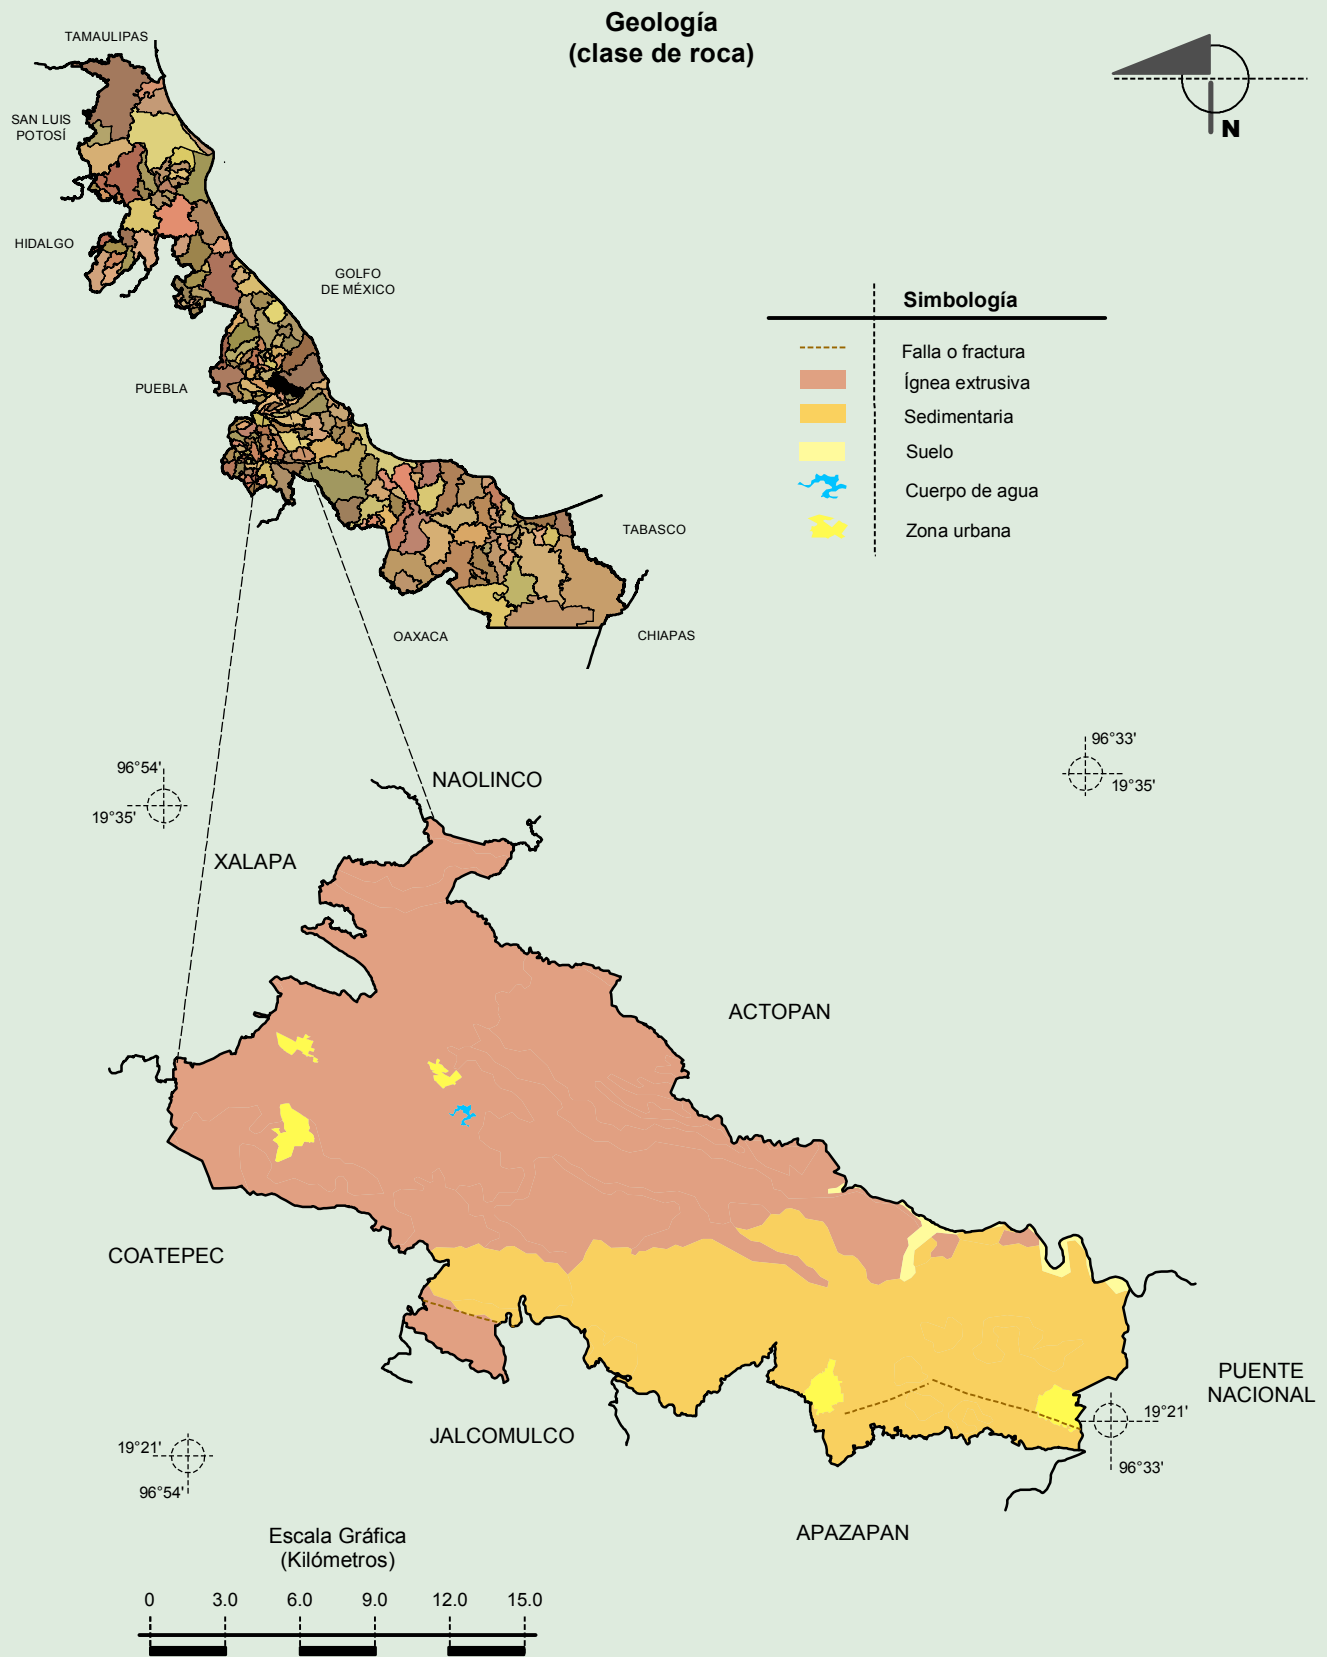 Geología
(clase de roca)
N
TAMAULIPAS
SAN LUIS
POTOSÍ
HIDALGO
GOLFO
DE MÉXICO
PUEBLA
TABASCO
OAXACA
CHIAPAS
Simbología
Falla o fractura
Ígnea extrusiva
Sedimentaria
Suelo
Cuerpo de agua
Zona urbana
96°54'
19°35'
96°33'
19°35'
NAOLINCO
XALAPA
ACTOPAN
COATEPEC
PUENTE
NACIONAL
JALCOMULCO
APAZAPAN
19°21'
96°54'
19°21'
96°33'
Escala Gráfica
(Kilómetros)
0 3.0 6.0 9.0 12.0 15.0